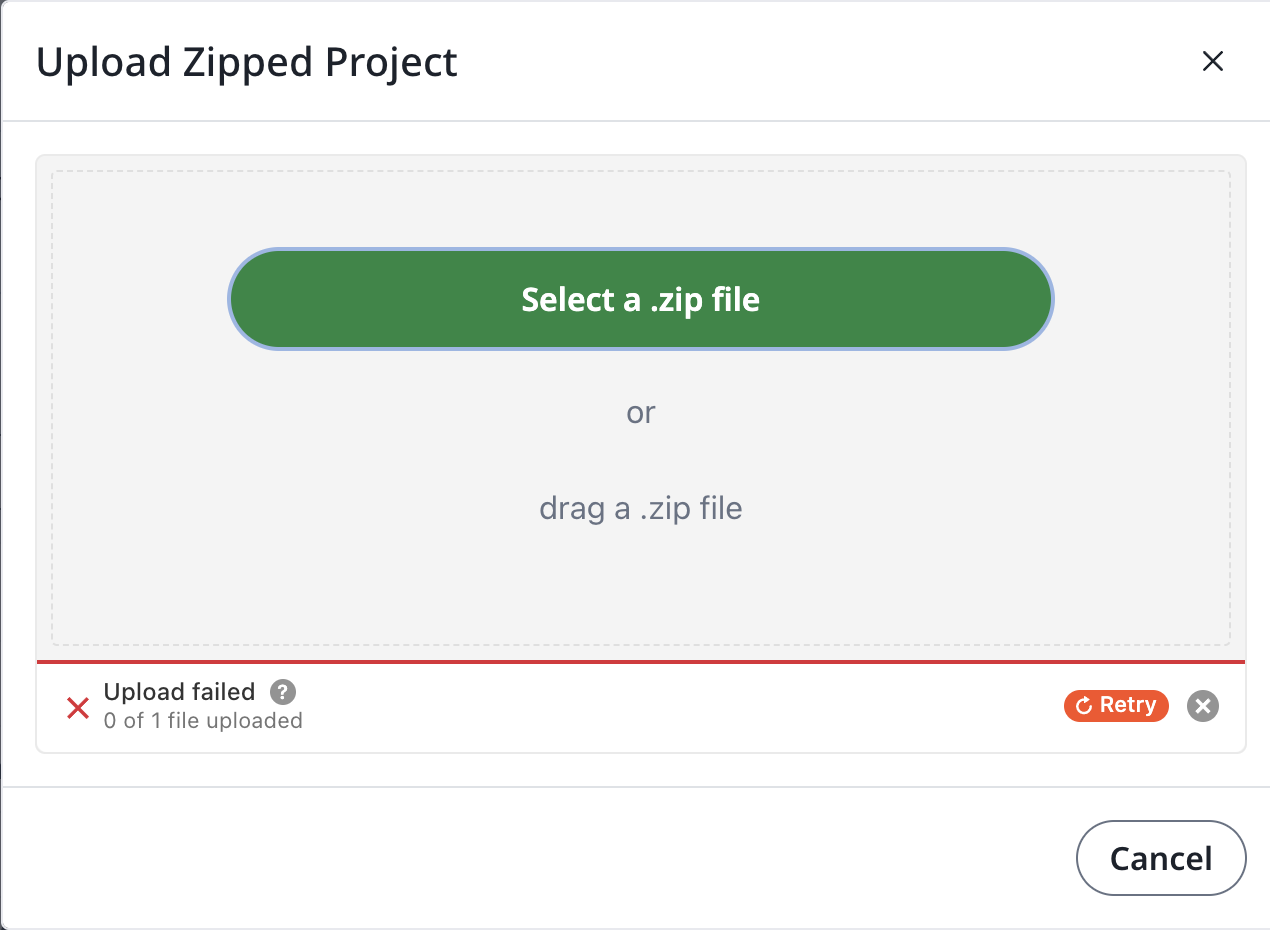 Upload Zipped Project
Select a .zip file
or
drag a .zip file
Upload failed ?
0 of 1 file uploaded
Retry
Cancel